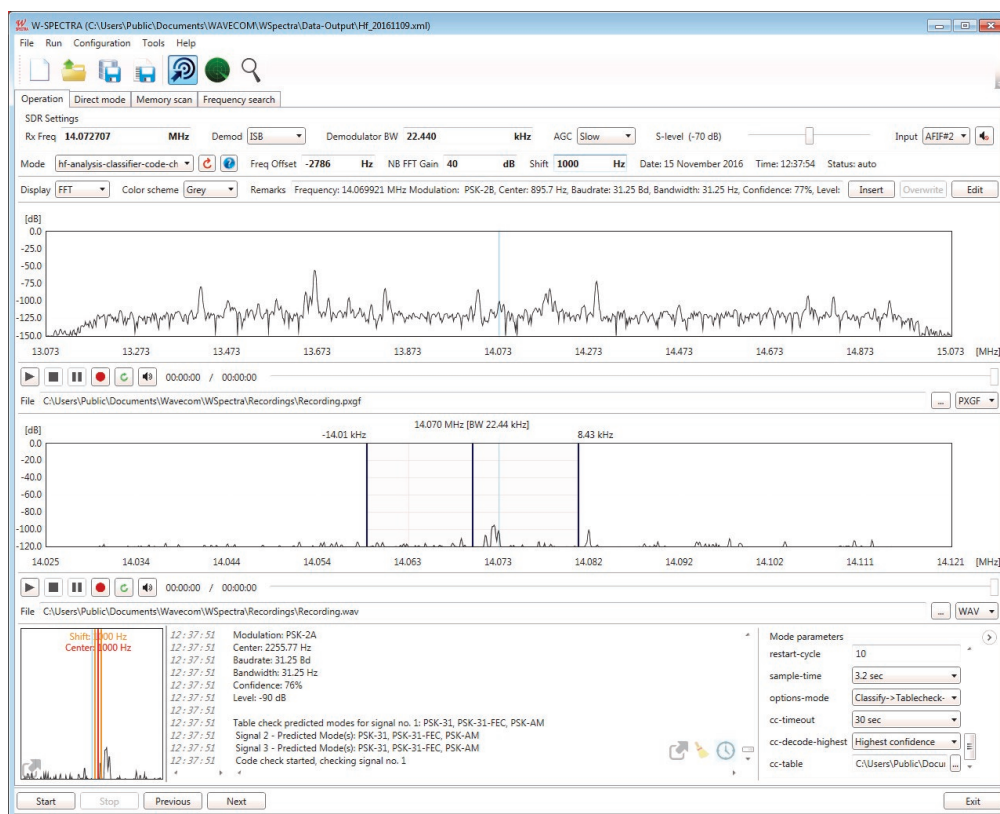 W-SPECTRA (C:\Users\Public\Documents\WAVECOM\WSpectra\Data-Output\Hf_20161109.xml)
File Run Configuration Tools Help
Operation Direct mode Memory scan Frequency search
SDR Settings
Rx Freq 14.072707 MHz Demod ISB Demodulator BW 22.440 kHz AGC Slow S-level (-70 dB) Input AFIF#2
Mode hf-analysis-classifier-code-ch Freq Offset -2786 Hz NB FFT Gain 40 dB Shift 1000 Hz Date: 15 November 2016 Time: 12:37:54 Status: auto
Display FFT Color scheme Grey Remarks Frequency: 14.069921 MHz Modulation: PSK-2B, Center: 895.7 Hz, Baudrate: 31.25 Bd, Bandwidth: 31.25 Hz, Confidence: 77%, Level: Insert Overwrite Edit
[dB]
0.0
-25.0
-50.0
-75.0
-100.0
-125.0
-150.0
13.073 13.273 13.473 13.673 13.873 14.073 14.273 14.473 14.673 14.873 15.073 [MHz]
00:00:00 / 00:00:00
File C:\Users\Public\Documents\Wavecom\WSpectra\Recordings\Recording.pxgf ... PXGF
[dB]
14.070 MHz [BW 22.44 kHz]
-14.01 kHz 8.43 kHz
0.0
-20.0
-40.0
-60.0
-80.0
-100.0
-120.0
14.025 14.034 14.044 14.054 14.063 14.073 14.082 14.092 14.102 14.111 14.121 [MHz]
00:00:00 / 00:00:00
File C:\Users\Public\Documents\Wavecom\WSpectra\Recordings\Recording.wav ... WAV
Shift: 1000 Hz
Center: 1000 Hz
12:37:51 Modulation: PSK-2A
12:37:51 Center: 2255.77 Hz
12:37:51 Baudrate: 31.25 Bd
12:37:51 Bandwidth: 31.25 Hz
12:37:51 Confidence: 76%
12:37:51 Level: -90 dB
12:37:51
12:37:51 Table check predicted modes for signal no. 1: PSK-31, PSK-31-FEC, PSK-AM
12:37:51 Signal 2 - Predicted Mode(s): PSK-31, PSK-31-FEC, PSK-AM
12:37:51 Signal 3 - Predicted Mode(s): PSK-31, PSK-31-FEC, PSK-AM
12:37:51 Code check started, checking signal no. 1
Mode parameters
restart-cycle 10
sample-time 3.2 sec
options-mode Classify->Tablecheck-
cc-timeout 30 sec
cc-decode-highest Highest confidence
cc-table C:\Users\Public\Docu ...
Start Stop Previous Next Exit